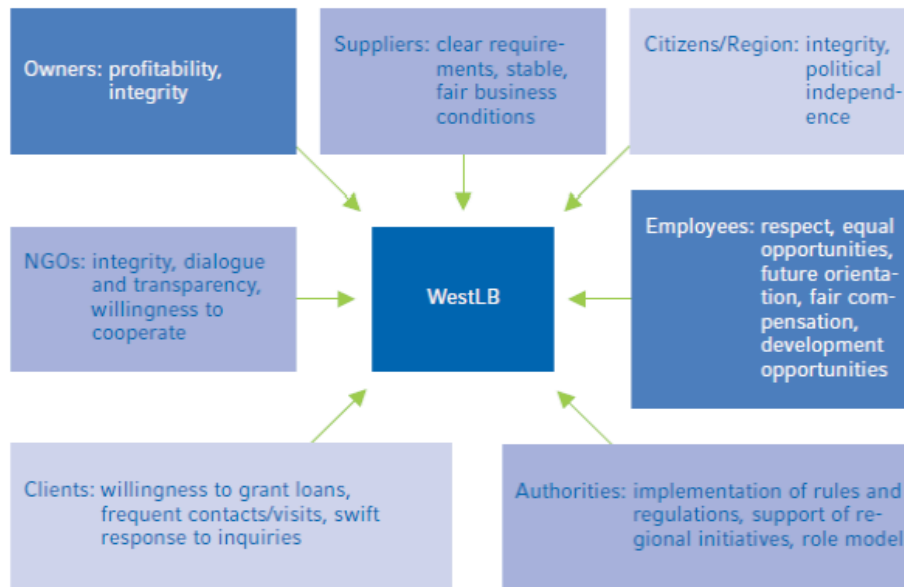 Owners: profitability,
integrity
Suppliers: clear require-
ments, stable,
fair business
conditions
Citizens/Region: integrity,
political
independ-
ence
NGOs: integrity, dialogue
and transparency,
willingness to
cooperate
WestLB
Employees: respect, equal
opportunities,
future orienta-
tion, fair com-
pensation,
development
opportunities
Clients: willingness to grant loans,
frequent contacts/visits, swift
response to inquiries
Authorities: implementation of rules and
regulations, support of re-
gional initiatives, role model